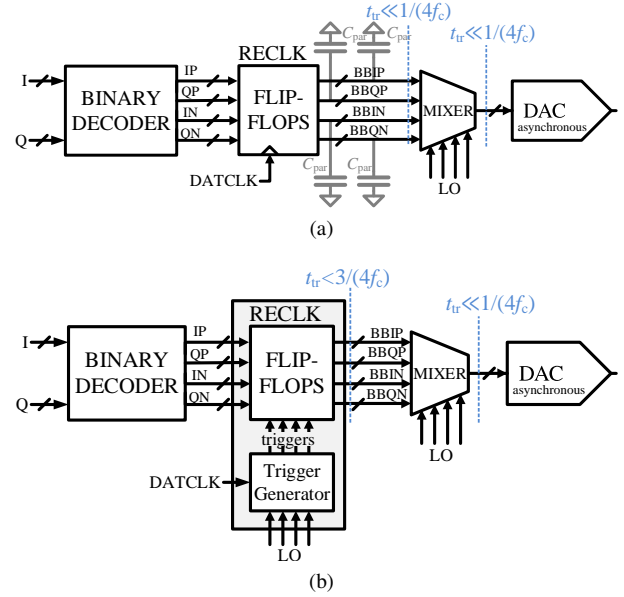 t_tr≪1/(4f_c)
t_tr≪1/(4f_c)
C_par
C_par
RECLK
I
Q
BINARY
DECODER
IP
QP
IN
QN
FLIP-
FLOPS
BBIP
BBQP
BBIN
BBQN
MIXER
DAC
asynchronous
DATCLK
C_par
C_par
LO
(a)
t_tr<3/(4f_c)
t_tr≪1/(4f_c)
RECLK
I
Q
BINARY
DECODER
IP
QP
IN
QN
FLIP-
FLOPS
BBIP
BBQP
BBIN
BBQN
MIXER
DAC
asynchronous
triggers
LO
DATCLK
Trigger
Generator
LO
(b)